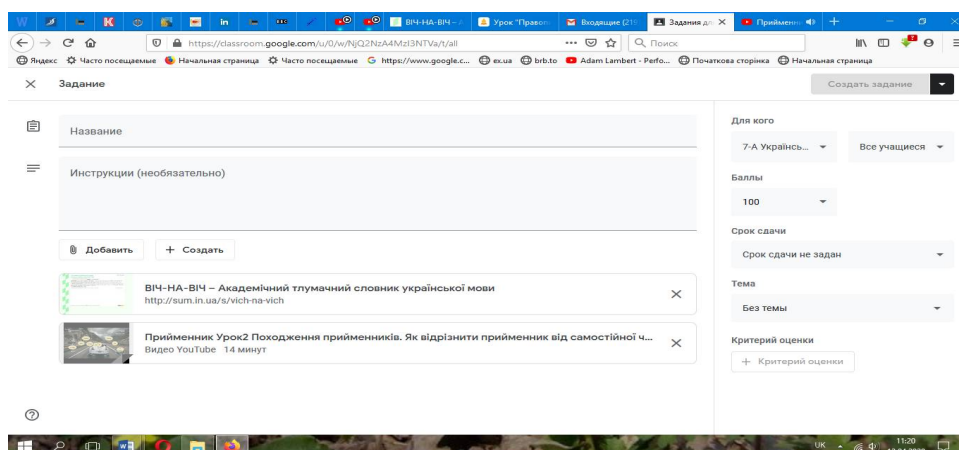 W K in ВІЧ-НА-ВІЧ – А Урок "Правоп Входящие (215 Задания дл Прийменни
https://classroom.google.com/u/0/w/NjQ2NzA4MzI3NTVa/t/all Поиск
Яндекс Часто посещаемые Начальная страница Часто посещаемые https://www.google.c... ex.ua brb.to Adam Lambert - Perfo... Початкова сторінка Начальная страница
Задание Создать задание
Название
Инструкции (необязательно)
Добавить Создать
ВІЧ-НА-ВІЧ – Академічний тлумачний словник української мови
http://sum.in.ua/s/vich-na-vich
Прийменник Урок2 Походження прийменників. Як відрізнити прийменник від самостійної ч...
Видео YouTube 14 минут
Для кого
7-А Українсь... Все учащиеся
Баллы
100
Срок сдачи
Срок сдачи не задан
Тема
Без темы
Критерий оценки
+ Критерий оценки
UK 11:20